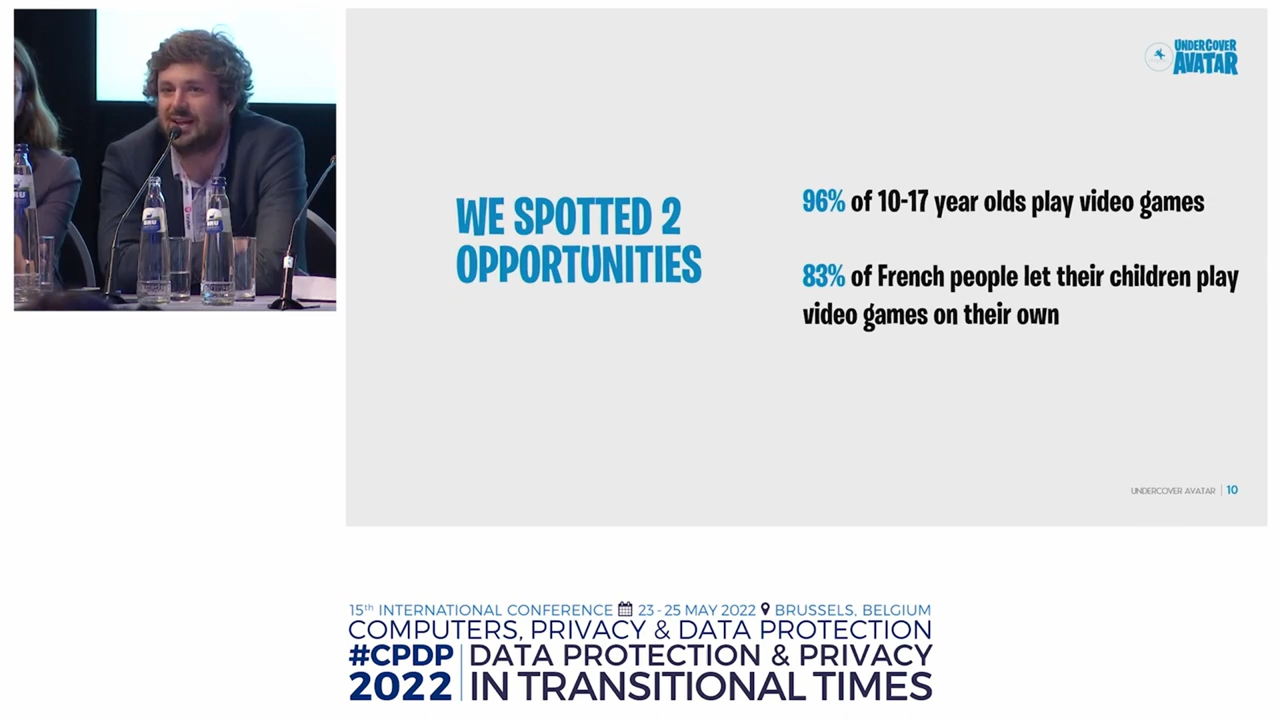 UNDERCOVER
AVATAR
WE SPOTTED 2
OPPORTUNITIES
96% of 10-17 year olds play video games
83% of French people let their children play
video games on their own
UNDERCOVER AVATAR | 10
15th INTERNATIONAL CONFERENCE 23-25 MAY 2022 BRUSSELS, BELGIUM
COMPUTERS, PRIVACY & DATA PROTECTION
#CPDP DATA PROTECTION & PRIVACY
2022 IN TRANSITIONAL TIMES